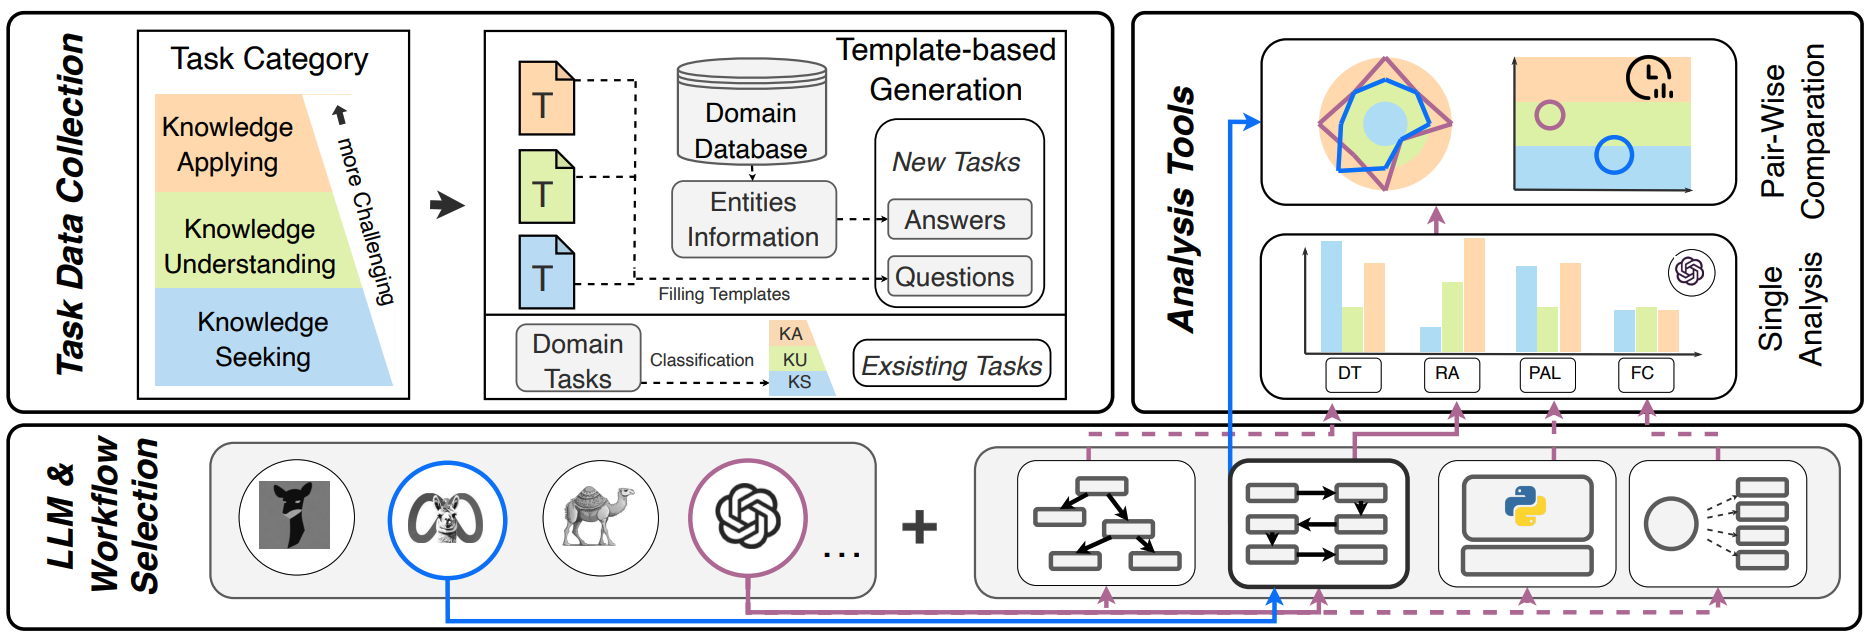 Task Data Collection
Task Category
Knowledge
Applying
Knowledge
Understanding
Knowledge
Seeking
more Challenging
Template-based
Generation
T
T
T
Domain
Database
Entities
Information
New Tasks
Answers
Questions
Filling Templates
Domain
Tasks
Classification
KA
KU
KS
Exsisting Tasks
Analysis Tools
Pair-Wise
Comparation
Single
Analysis
DT
RA
PAL
FC
LLM &
Workflow
Selection
...
+